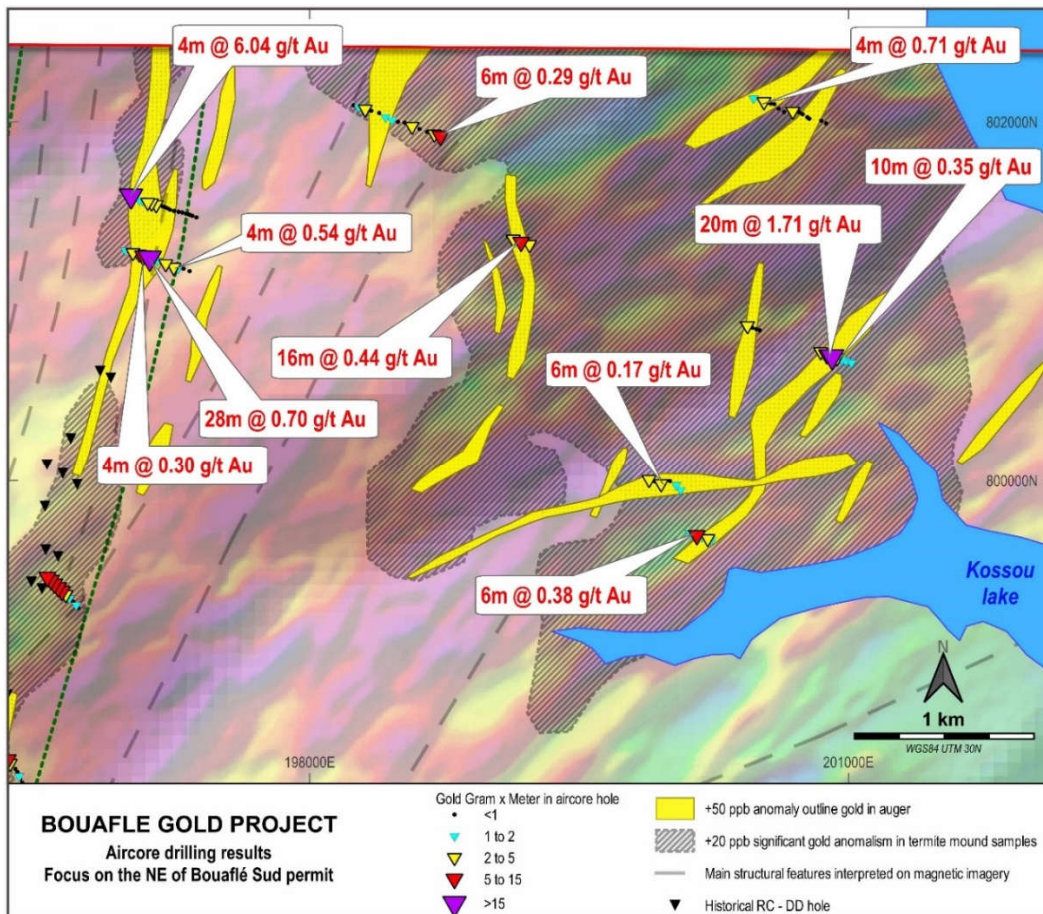 4m @ 6.04 g/t Au
6m @ 0.29 g/t Au
4m @ 0.71 g/t Au
802000N
10m @ 0.35 g/t Au
20m @ 1.71 g/t Au
4m @ 0.54 g/t Au
16m @ 0.44 g/t Au
6m @ 0.17 g/t Au
28m @ 0.70 g/t Au
4m @ 0.30 g/t Au
800000N
6m @ 0.38 g/t Au
Kossou
lake
N
1 km
WGS84 UTM 30N
198000E
201000E
BOUAFLE GOLD PROJECT
Aircore drilling results
Focus on the NE of Bouaflé Sud permit
Gold Gram x Meter in aircore hole
<1
1 to 2
2 to 5
5 to 15
>15
+50 ppb anomaly outline gold in auger
+20 ppb significant gold anomalism in termite mound samples
Main structural features interpreted on magnetic imagery
Historical RC - DD hole